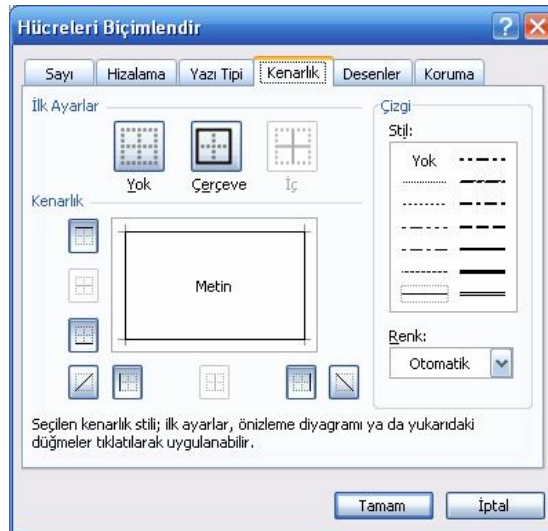 Hücreleri Biçimlendir
Sayı Hizalama Yazı Tipi Kenarlık Desenler Koruma
İlk Ayarlar
Yok Çerçeve İç
Kenarlık
Metin
Çizgi
Stil:
Yok
Renk:
Otomatik
Seçilen kenarlık stili; ilk ayarlar, önizleme diyagramı ya da yukarıdaki
düğmeler tıklatılarak uygulanabilir.
Tamam İptal